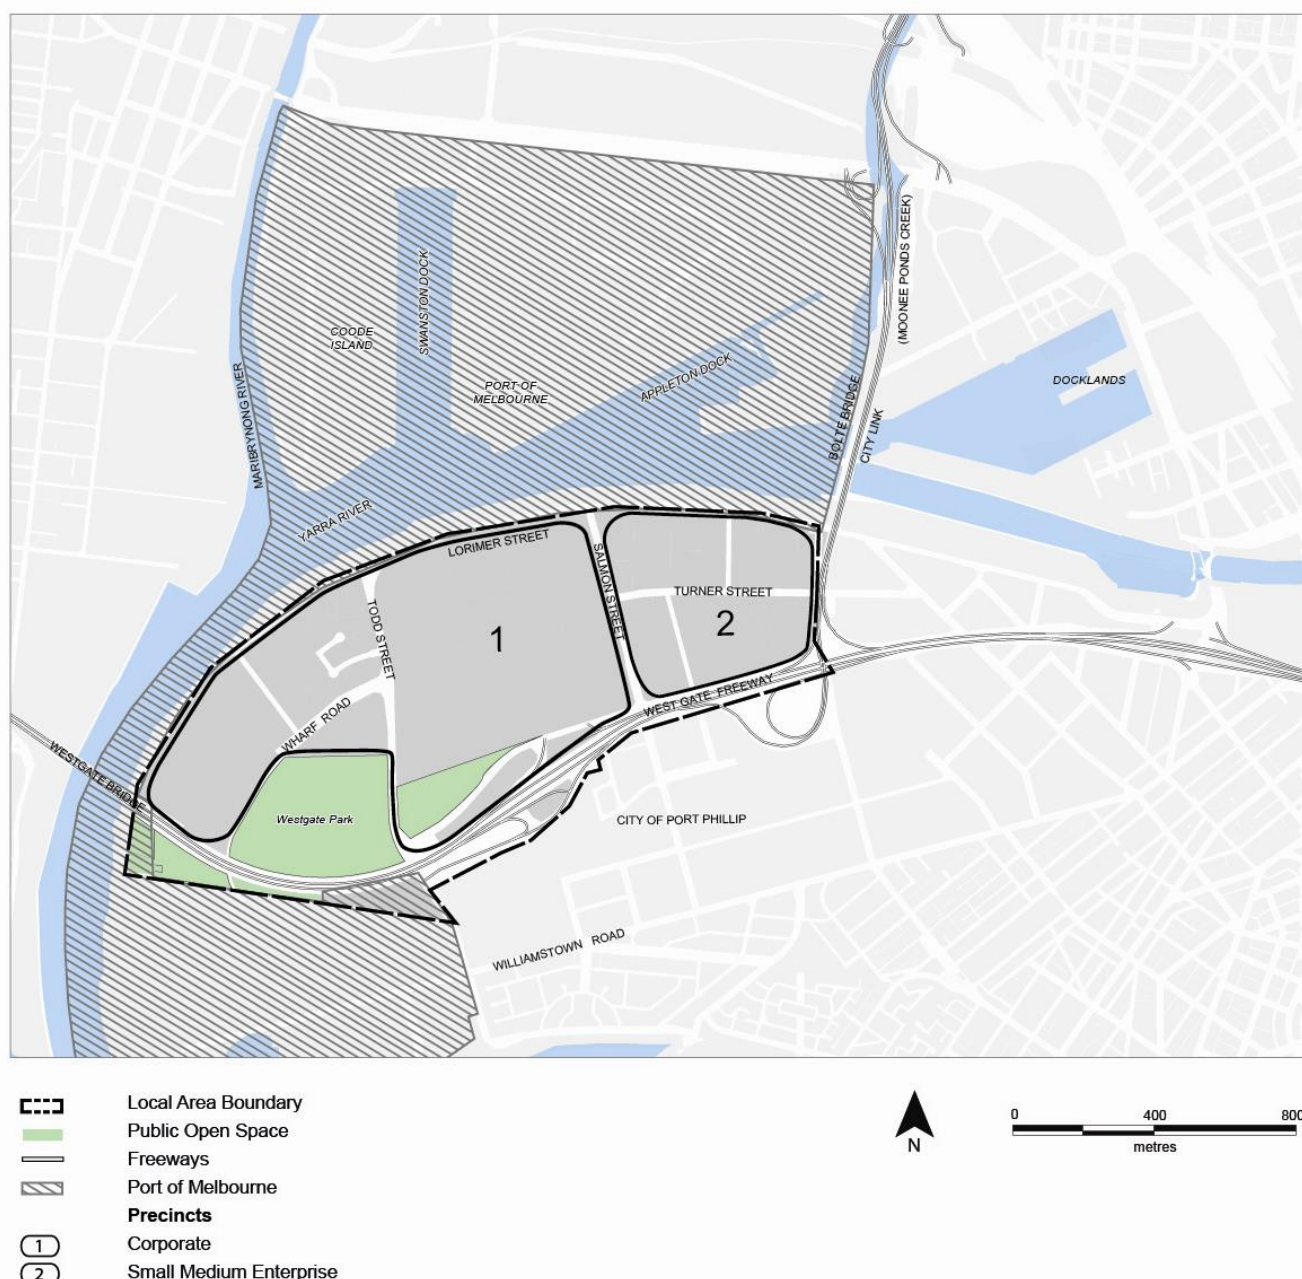 (MOONEE PONDS CREEK)
SWANSTON DOCK
COODE
ISLAND
PORT OF
MELBOURNE
APPLETON DOCK
DOCKLANDS
MARIBRYNONG RIVER
BOLTE BRIDGE
CITY LINK
YARRA RIVER
LORIMER STREET
SALMON STREET
TURNER STREET
TODD STREET
1
2
WHARF ROAD
WEST GATE FREEWAY
WESTGATE BRIDGE
Westgate Park
CITY OF PORT PHILLIP
WILLIAMSTOWN ROAD
Local Area Boundary
Public Open Space
Freeways
Port of Melbourne
Precincts
1 Corporate
2 Small Medium Enterprise
N
0 400 800
metres